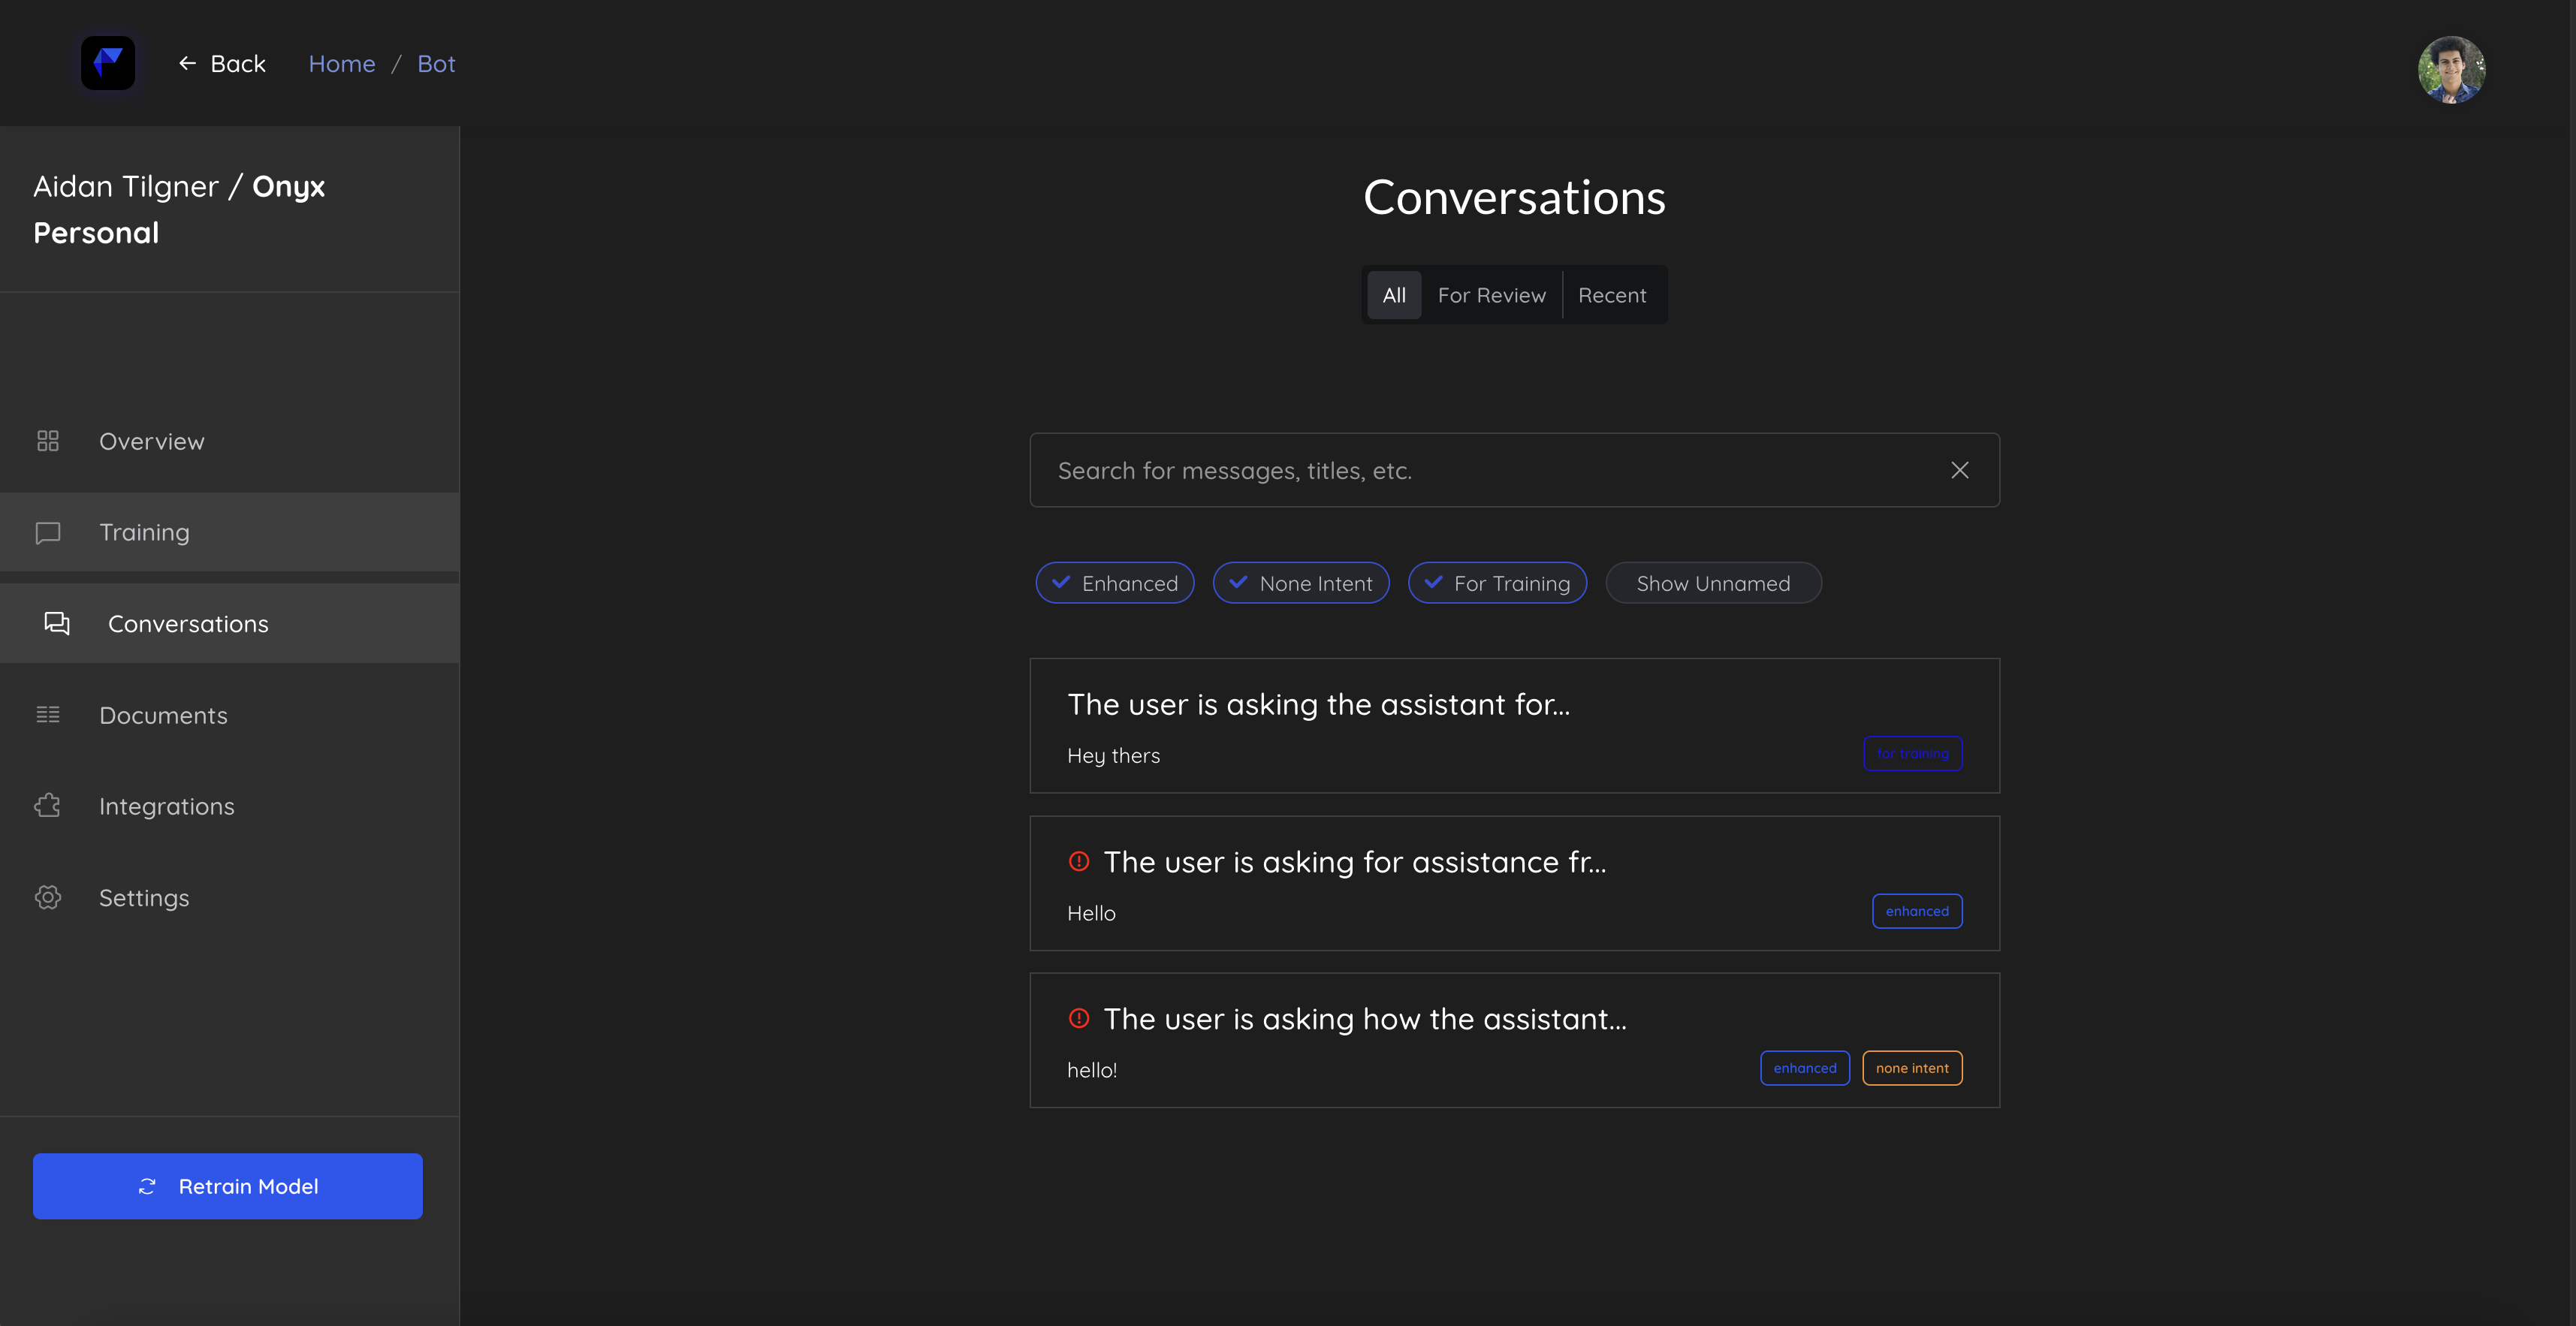 Back
Home / Bot
Aidan Tilgner / Onyx
Personal
Overview
Training
Conversations
Documents
Integrations
Settings
Retrain Model
Conversations
All
For Review
Recent
Search for messages, titles, etc.
Enhanced
None Intent
For Training
Show Unnamed
The user is asking the assistant for...
Hey thers
for training
The user is asking for assistance fr...
Hello
enhanced
The user is asking how the assistant...
hello!
enhanced
none intent